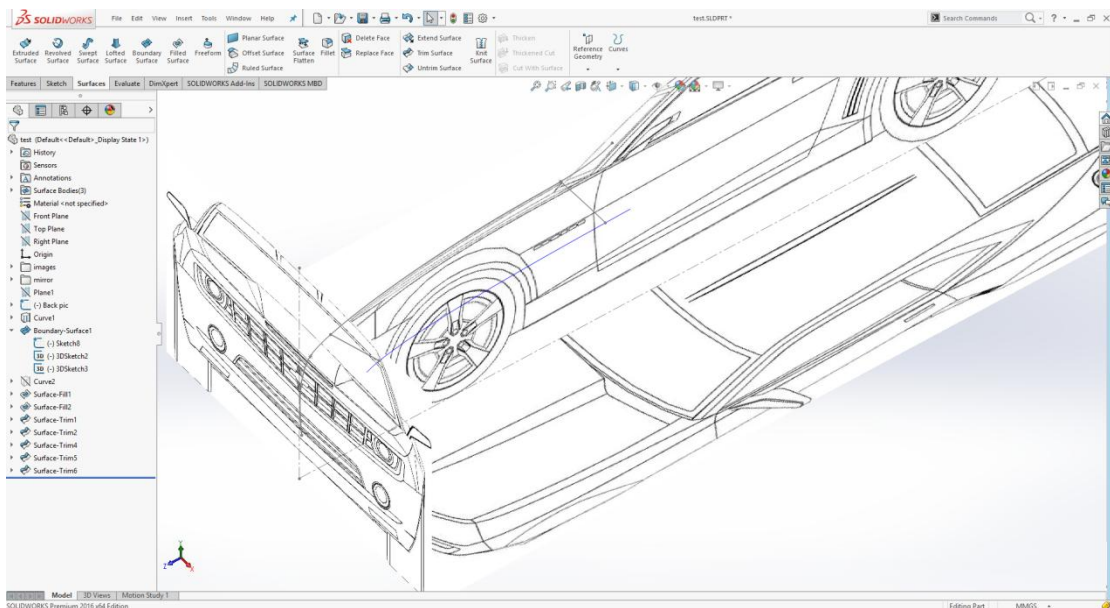 SOLIDWORKS File Edit View Insert Tools Window Help test.SLDPRT * Search Commands
Extruded Surface Revolved Surface Swept Surface Lofted Surface Boundary Surface Filled Surface Freeform
Planar Surface
Offset Surface
Ruled Surface
Surface Flatten
Fillet
Delete Face
Replace Face
Extend Surface
Trim Surface
Untrim Surface
Knit Surface
Thicken
Thickened Cut
Cut With Surface
Reference Geometry
Curves
Features Sketch Surfaces Evaluate DimXpert SOLIDWORKS Add-Ins SOLIDWORKS MBD
test (Default<<Default>_Display State 1>)
History
Sensors
Annotations
Surface Bodies(3)
Material <not specified>
Front Plane
Top Plane
Right Plane
Origin
images
mirror
Plane1
(-) Back pic
Curve1
Boundary-Surface1
(-) Sketch8
3D (-) 3DSketch2
3D (-) 3DSketch3
Curve2
Surface-Fill1
Surface-Fill2
Surface-Trim1
Surface-Trim2
Surface-Trim4
Surface-Trim5
Surface-Trim6
Y
Z
X
Model 3D Views Motion Study 1
SOLIDWORKS Premium 2016 x64 Edition Editing Part MMGS